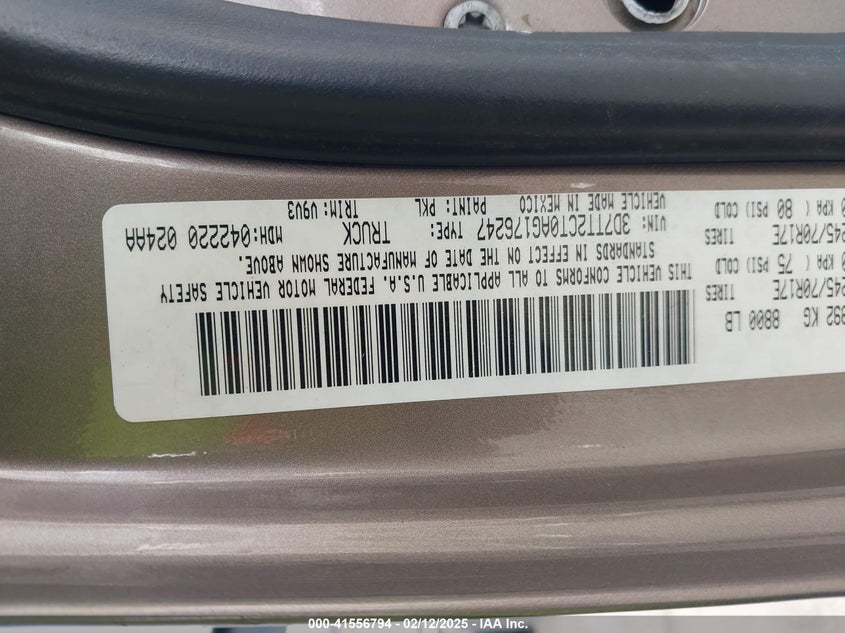 992 KG 8800 LB
245/70R17E TIRES
0 KPA ( 75 PSI) COLD
245/70R17E TIRES
0 KPA ( 80 PSI) COLD
THIS VEHICLE CONFORMS TO ALL APPLICABLE U.S.A. FEDERAL MOTOR VEHICLE SAFETY
STANDARDS IN EFFECT ON THE DATE OF MANUFACTURE SHOWN ABOVE.
VIN: 3D7TT2CT0AG176247 TYPE: TRUCK MDH:042220 024AA
VEHICLE MADE IN MEXICO PAINT: PKL TRIM: V9V3
000-41556794 - 02/12/2025 - IAA Inc.